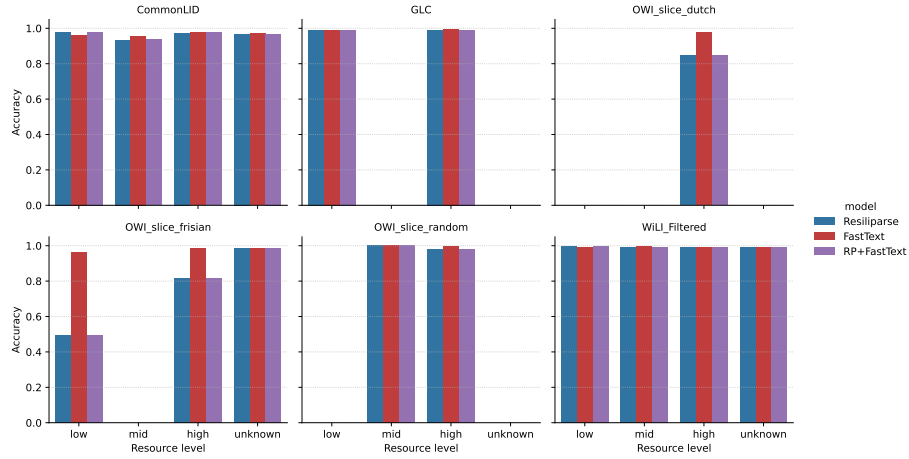 CommonLID
GLC
OWI_slice_dutch
1.0
0.8
0.6
0.4
0.2
0.0
Accuracy
OWI_slice_frisian
OWI_slice_random
WiLI_Filtered
1.0
0.8
0.6
0.4
0.2
0.0
Accuracy
low mid high unknown
low mid high unknown
low mid high unknown
Resource level
Resource level
Resource level
model
Resiliparse
FastText
RP+FastText